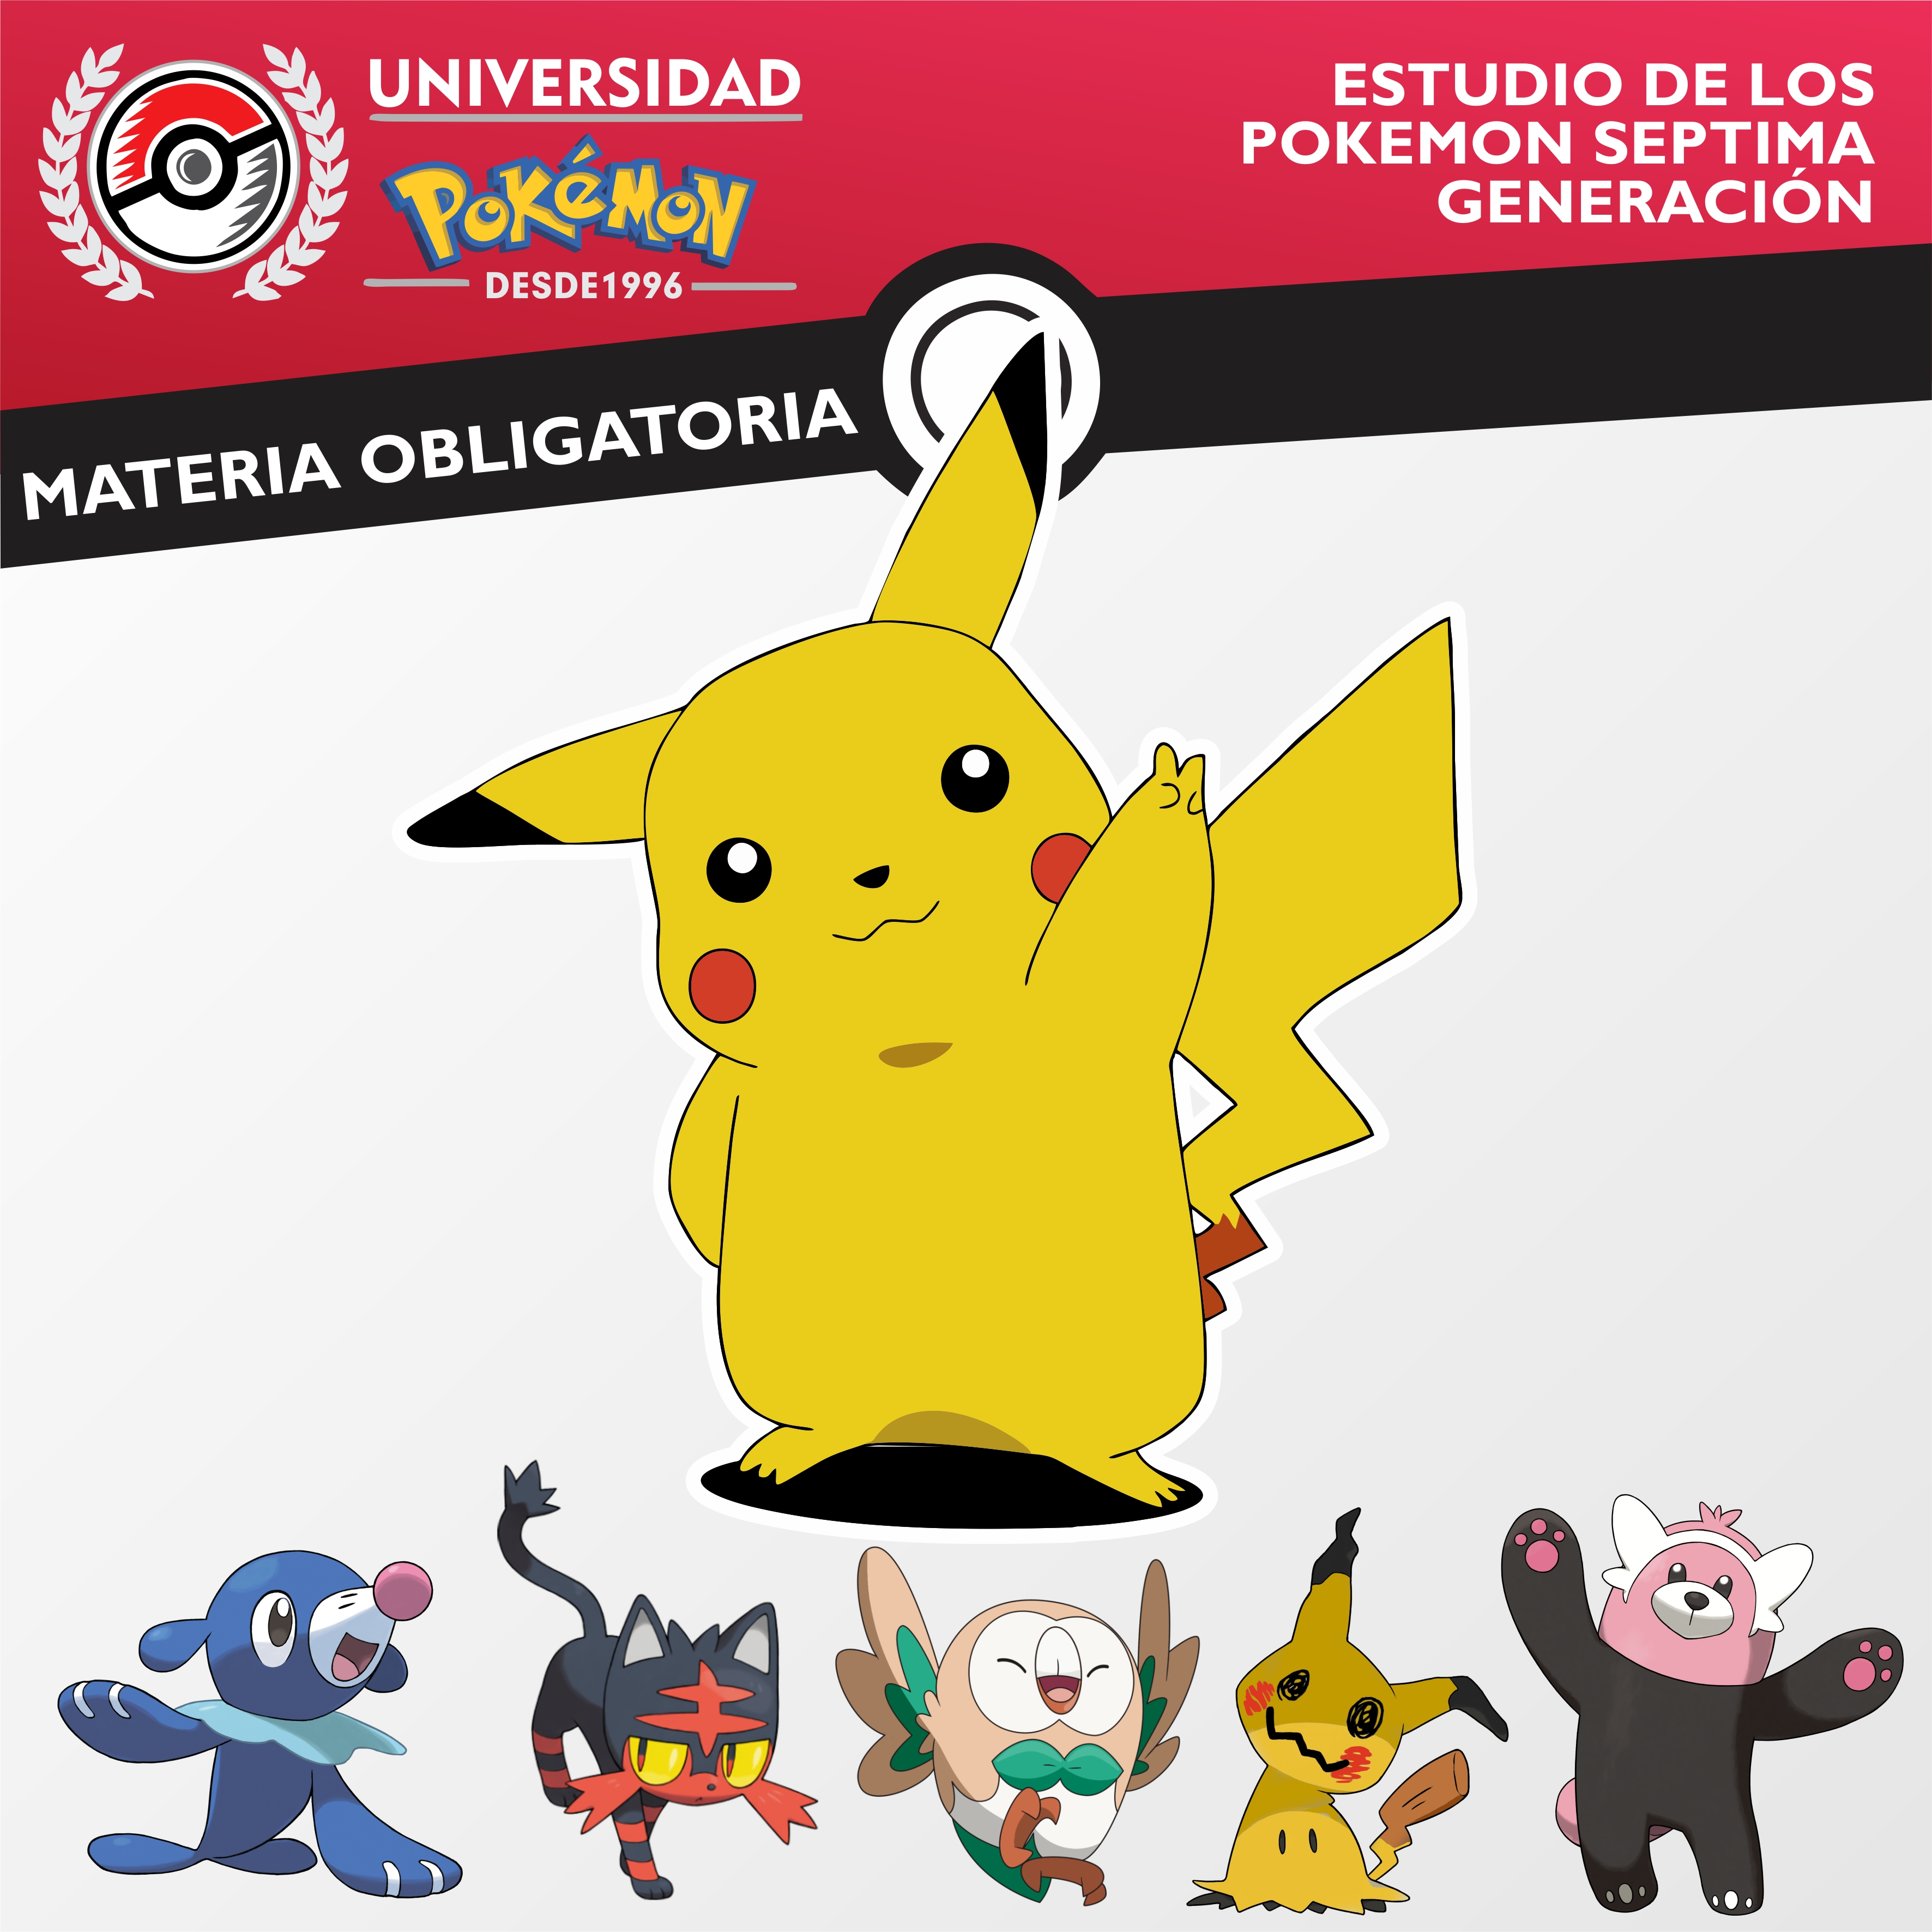 UNIVERSIDAD
POKéMON
DESDE1996
ESTUDIO DE LOS
POKEMON SEPTIMA
GENERACIÓN
MATERIA OBLIGATORIA